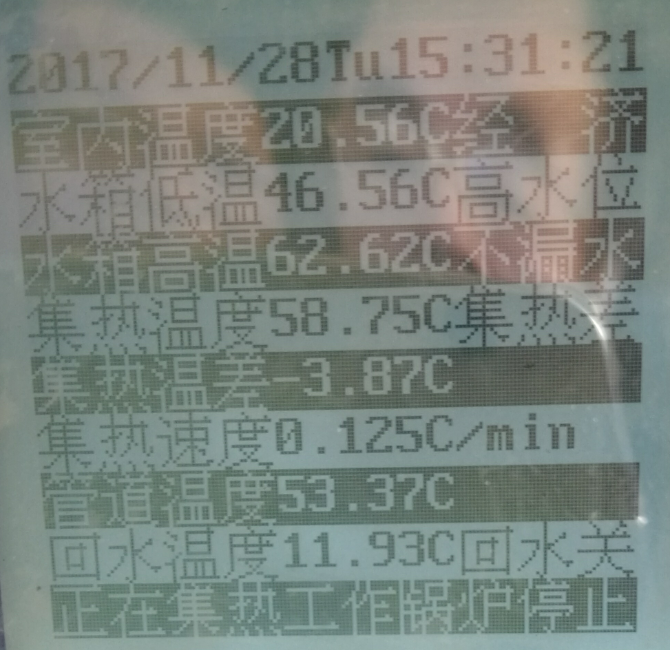 2017/11/28Tu15:31:21
室内温度20.56C经　济
水箱低温46.56C高水位
水箱高温62.62C不漏水
集热温度58.75C集热差
集热温差-3.87C
集热速度0.125C/min
管道温度53.37C
回水温度11.93C回水关
正在集热工作锅炉停止